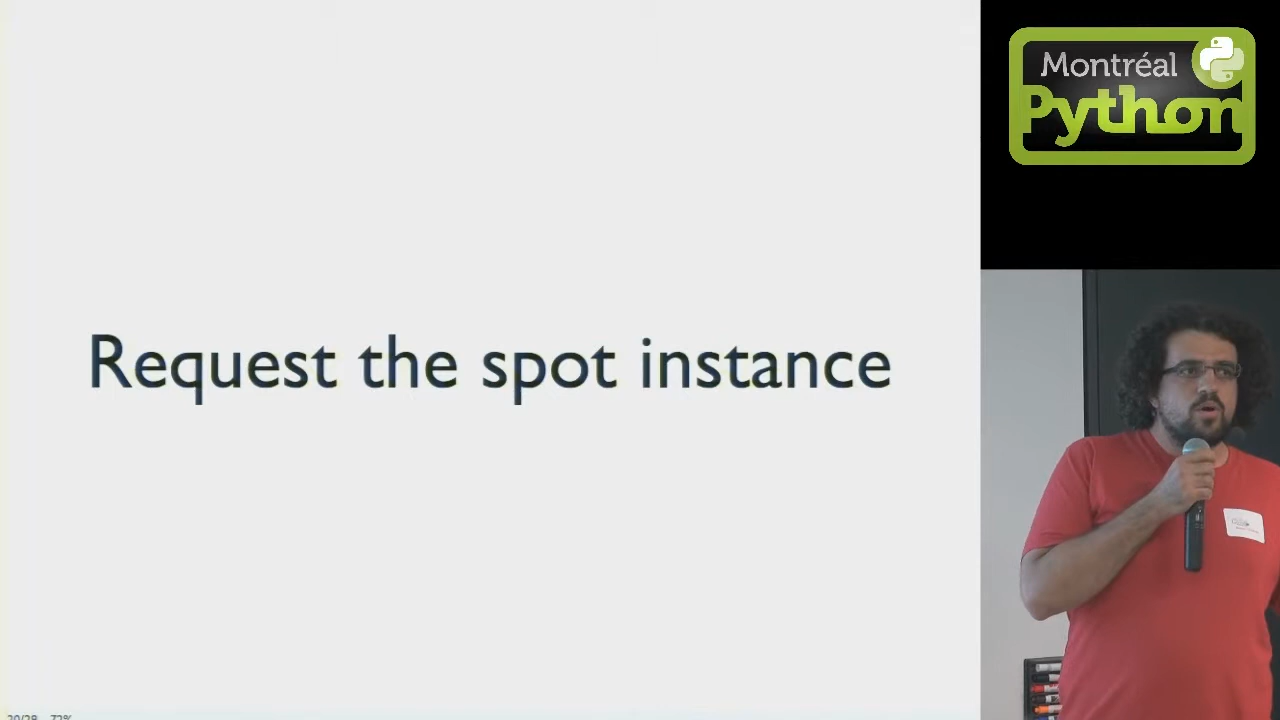 Request the spot instance
Montréal
Python